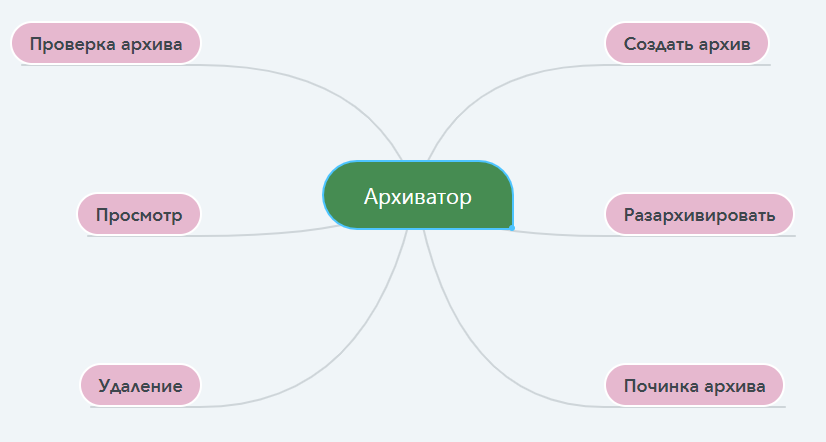 Проверка архива
Создать архив
Архиватор
Просмотр
Разархивировать
Удаление
Починка архива